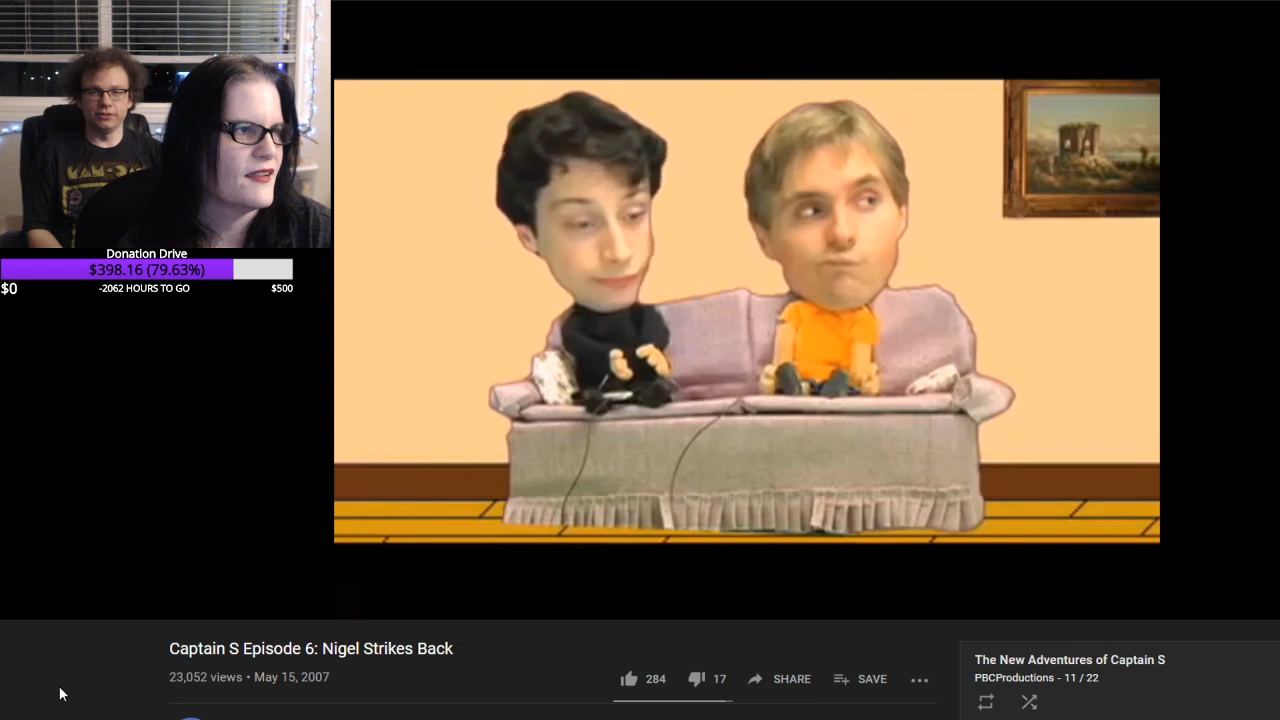 Donation Drive
$398.16 (79.63%)
$0
-2062 HOURS TO GO
$500
Captain S Episode 6: Nigel Strikes Back
23,052 views • May 15, 2007
284
17
SHARE
SAVE
The New Adventures of Captain S
PBCProductions - 11 / 22